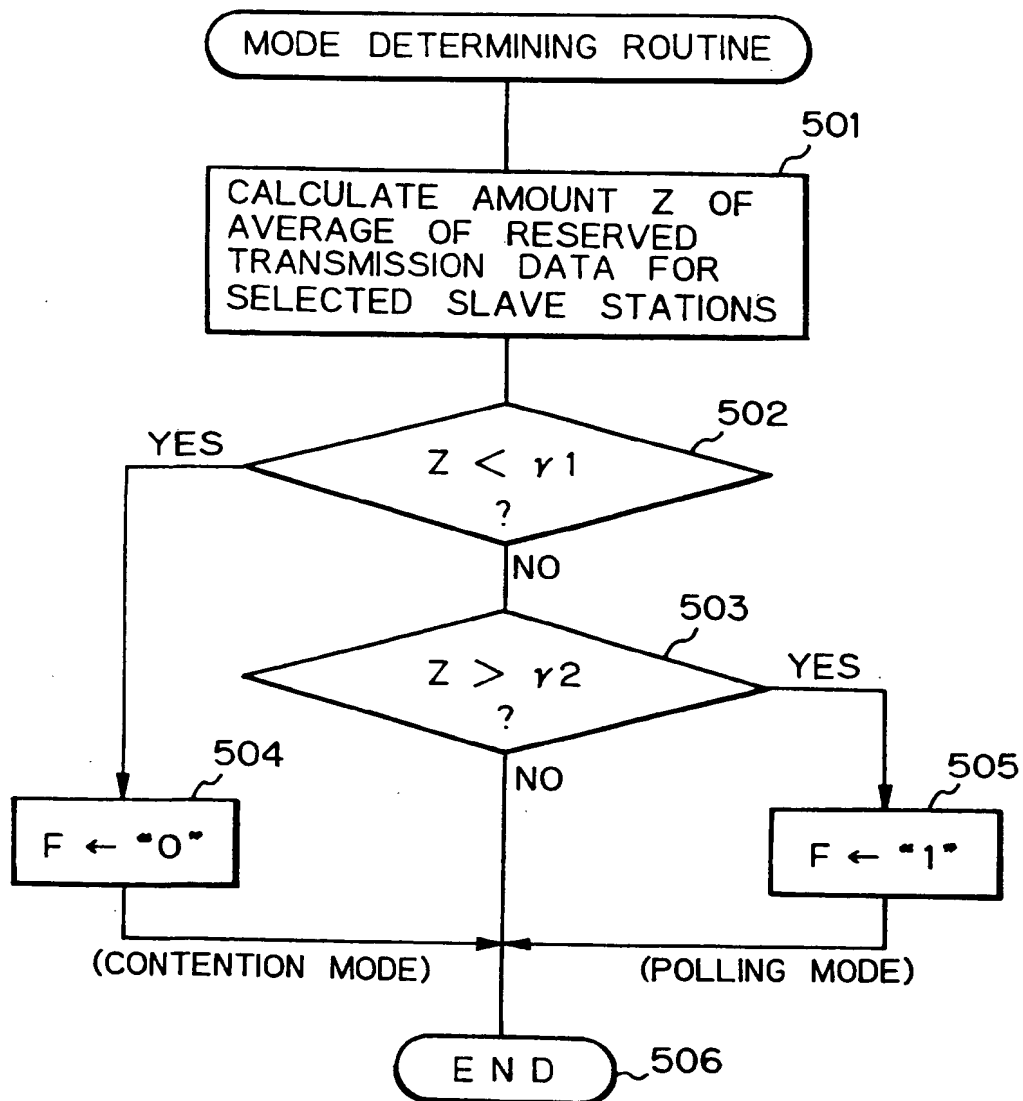 MODE DETERMINING ROUTINE
501
CALCULATE AMOUNT Z OF
AVERAGE OF RESERVED
TRANSMISSION DATA FOR
SELECTED SLAVE STATIONS
502
YES
Z < γ1
?
NO
503
Z > γ2
?
YES
NO
504
F ← "0"
505
F ← "1"
(CONTENTION MODE)
(POLLING MODE)
END
506